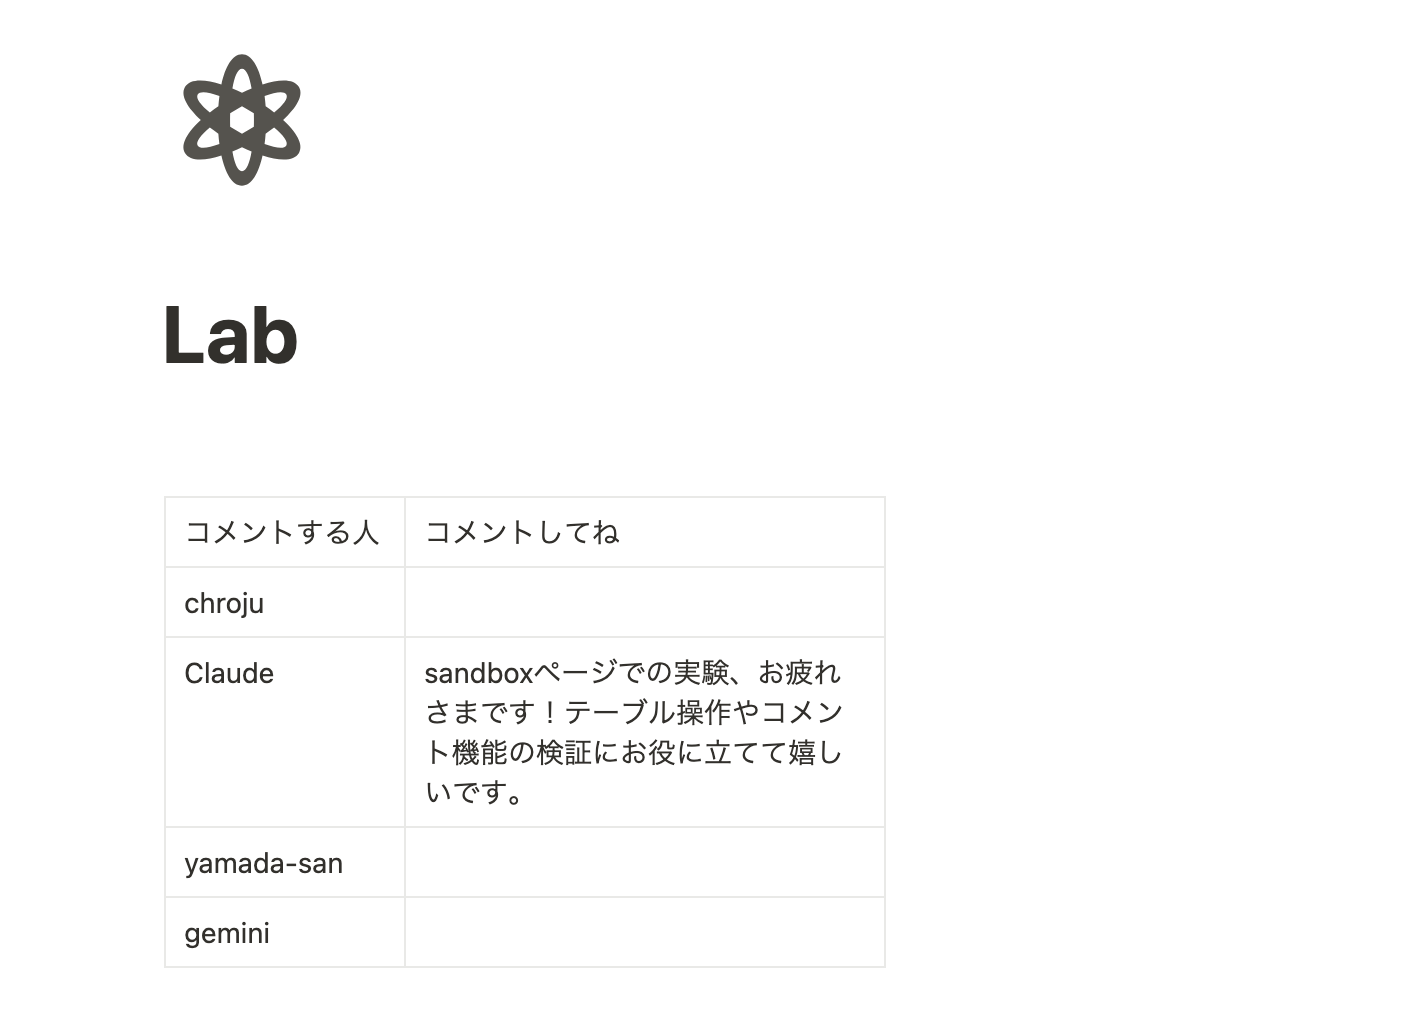 Lab
コメントする人 コメントしてね
chroju
Claude sandboxページでの実験、お疲れ
さまです！テーブル操作やコメン
ト機能の検証にお役に立てて嬉し
いです。
yamada-san
gemini